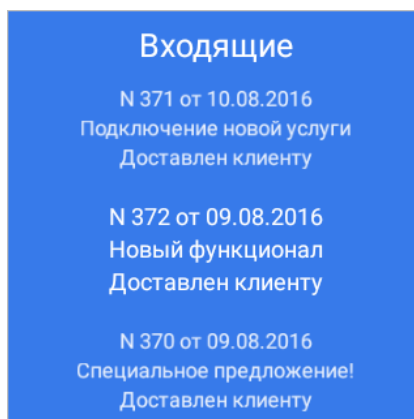 Входящие
N 371 от 10.08.2016
Подключение новой услуги
Доставлен клиенту
N 372 от 09.08.2016
Новый функционал
Доставлен клиенту
N 370 от 09.08.2016
Специальное предложение!
Доставлен клиенту